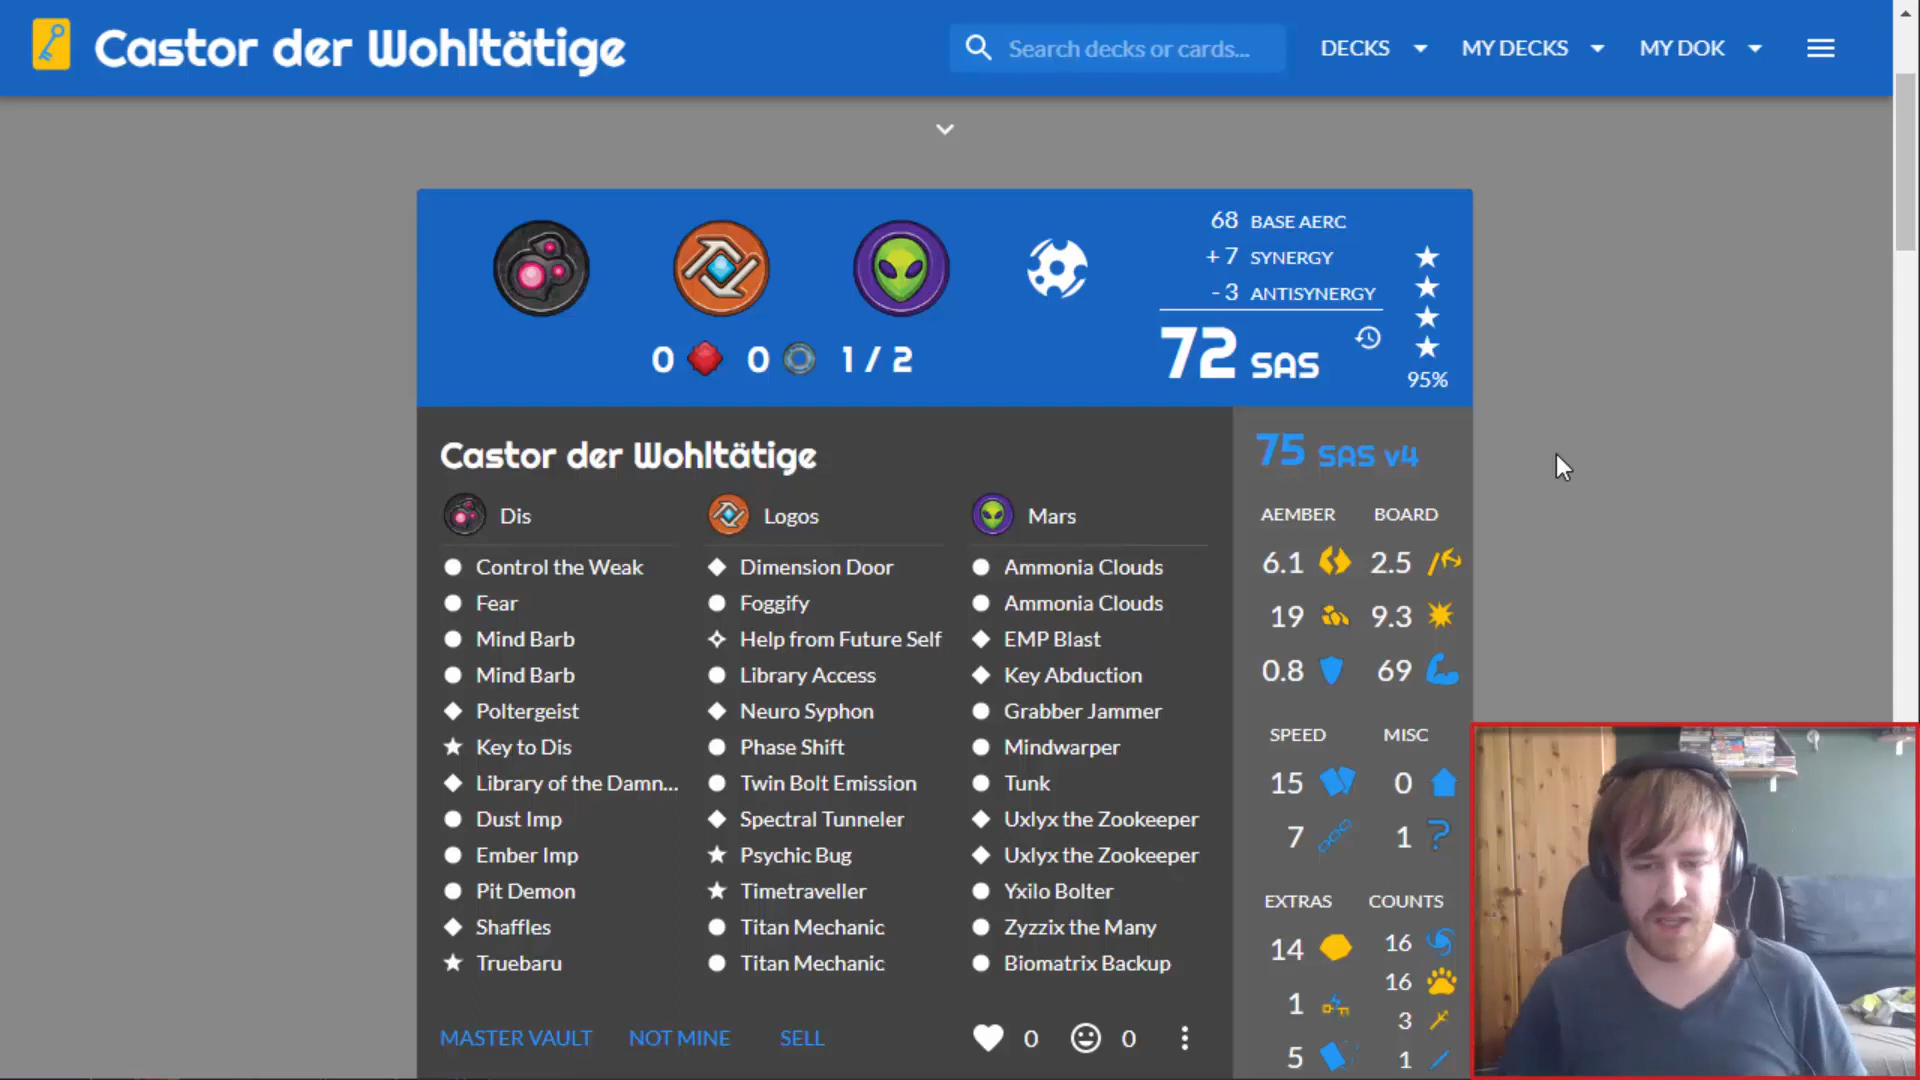 Castor der Wohltätige
Search decks or cards...
DECKS
MY DECKS
MY DOK
68 BASE AERC
+ 7 SYNERGY
- 3 ANTISYNERGY
72 SAS
95%
0 0 1 / 2
Castor der Wohltätige
75 SAS v4
Dis
Control the Weak
Fear
Mind Barb
Mind Barb
Poltergeist
Key to Dis
Library of the Damn...
Dust Imp
Ember Imp
Pit Demon
Shaffles
Truebaru
Logos
Dimension Door
Foggify
Help from Future Self
Library Access
Neuro Syphon
Phase Shift
Twin Bolt Emission
Spectral Tunneler
Psychic Bug
Timetraveller
Titan Mechanic
Titan Mechanic
Mars
Ammonia Clouds
Ammonia Clouds
EMP Blast
Key Abduction
Grabber Jammer
Mindwarper
Tunk
Uxlyx the Zookeeper
Uxlyx the Zookeeper
Yxilo Bolter
Zyzzix the Many
Biomatrix Backup
AEMBER BOARD
6.1 2.5
19 9.3
0.8 69
SPEED MISC
15 0
7 1 ?
EXTRAS COUNTS
14 16
16
1 3
5 1
MASTER VAULT NOT MINE SELL 0 0